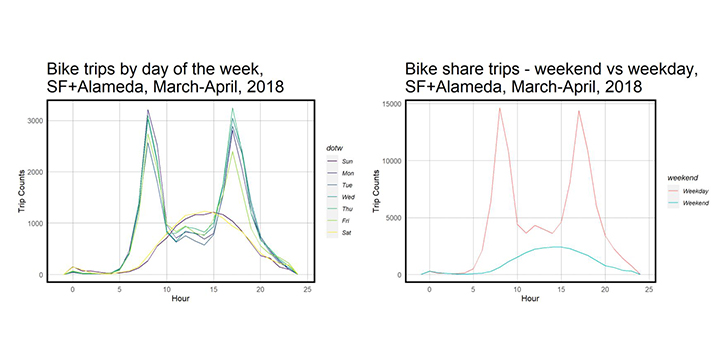 Bike trips by day of the week,
SF+Alameda, March-April, 2018
3000
2000
1000
0
Trip Counts
0 5 10 15 20 25
Hour
dotw
Sun
Mon
Tue
Wed
Thu
Fri
Sat
Bike share trips - weekend vs weekday,
SF+Alameda, March-April, 2018
15000
10000
5000
0
Trip Counts
0 5 10 15 20 25
Hour
weekend
Weekday
Weekend